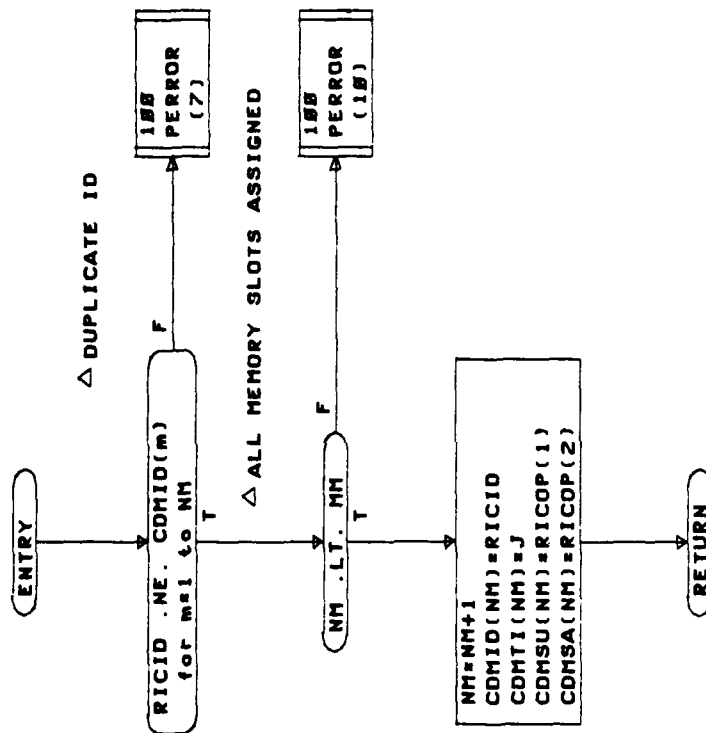 ENTRY
△ DUPLICATE ID
RICID .NE. CDMID(m)
for m=1 to NM
F
100
PERROR
(7)
T
△ ALL MEMORY SLOTS ASSIGNED
NM .LT. MM
F
100
PERROR
(10)
T
NM=NM+1
CDMID(NM)=RICID
CDMTI(NM)=J
CDMSU(NM)=RICOP(1)
CDMSA(NM)=RICOP(2)
RETURN